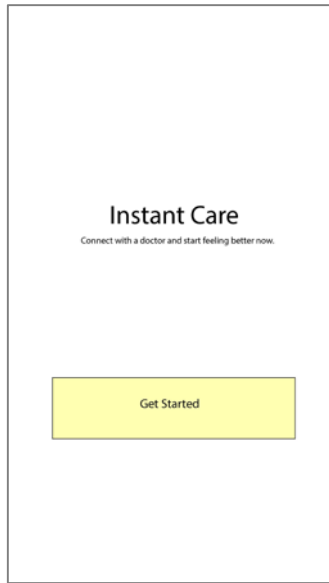 Instant Care
Connect with a doctor and start feeling better now.
Get Started